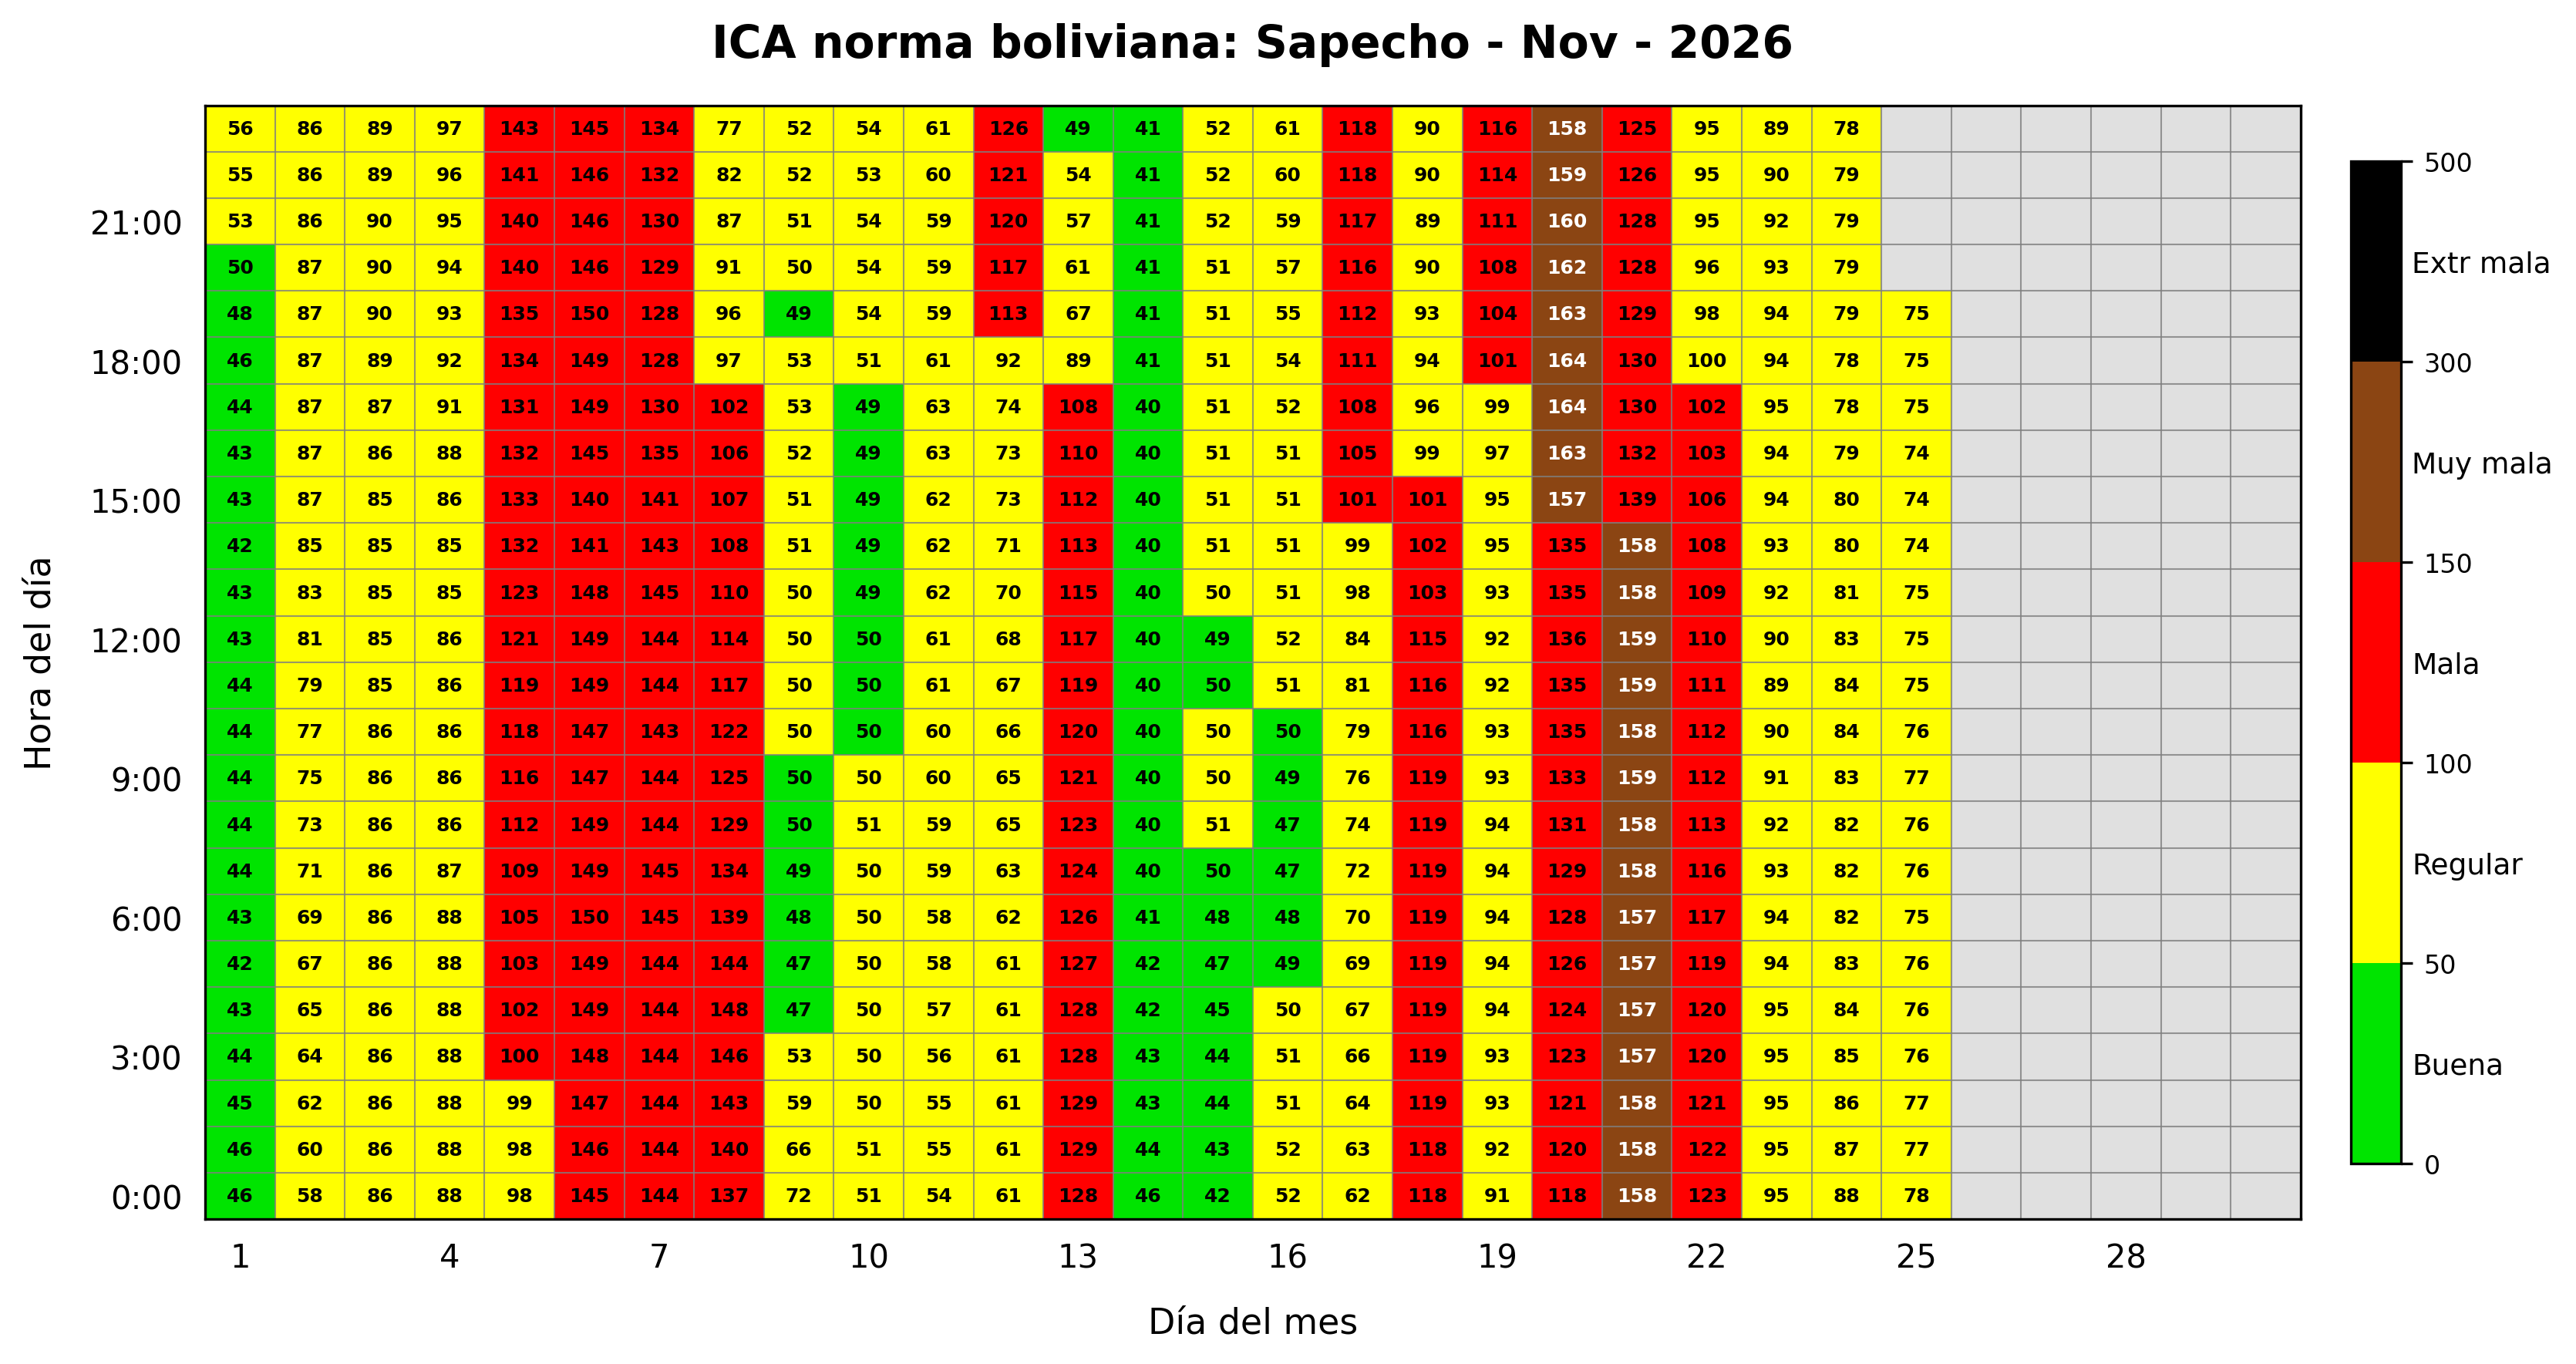 ICA norma boliviana: Sapecho - Nov - 2026
56 86 89 97 143 145 134 77 52 54 61 126 49 41 52 61 118 90 116 158 125 95 89 78
55 86 89 96 141 146 132 82 52 53 60 121 54 41 52 60 118 90 114 159 126 95 90 79
21:00 53 86 90 95 140 146 130 87 51 54 59 120 57 41 52 59 117 89 111 160 128 95 92 79
50 87 90 94 140 146 129 91 50 54 59 117 61 41 51 57 116 90 108 162 128 96 93 79
48 87 90 93 135 150 128 96 49 54 59 113 67 41 51 55 112 93 104 163 129 98 94 79 75
18:00 46 87 89 92 134 149 128 97 53 51 61 92 89 41 51 54 111 94 101 164 130 100 94 78 75
44 87 87 91 131 149 130 102 53 49 63 74 108 40 51 52 108 96 99 164 130 102 95 78 75
43 87 86 88 132 145 135 106 52 49 63 73 110 40 51 51 105 99 97 163 132 103 94 79 74
15:00 43 87 85 86 133 140 141 107 51 49 62 73 112 40 51 51 101 101 95 157 139 106 94 80 74
42 85 85 85 132 141 143 108 51 49 62 71 113 40 51 51 99 102 95 135 158 108 93 80 74
43 83 85 85 123 148 145 110 50 49 62 70 115 40 50 51 98 103 93 135 158 109 92 81 75
12:00 43 81 85 86 121 149 144 114 50 50 61 68 117 40 49 52 84 115 92 136 159 110 90 83 75
44 79 85 86 119 149 144 117 50 50 61 67 119 40 50 51 81 116 92 135 159 111 89 84 75
44 77 86 86 118 147 143 122 50 50 60 66 120 40 50 50 79 116 93 135 158 112 90 84 76
9:00 44 75 86 86 116 147 144 125 50 50 60 65 121 40 50 49 76 119 93 133 159 112 91 83 77
44 73 86 86 112 149 144 129 50 51 59 65 123 40 51 47 74 119 94 131 158 113 92 82 76
44 71 86 87 109 149 145 134 49 50 59 63 124 40 50 47 72 119 94 129 158 116 93 82 76
6:00 43 69 86 88 105 150 145 139 48 50 58 62 126 41 48 48 70 119 94 128 157 117 94 82 75
42 67 86 88 103 149 144 144 47 50 58 61 127 42 47 49 69 119 94 126 157 119 94 83 76
43 65 86 88 102 149 144 148 47 50 57 61 128 42 45 50 67 119 94 124 157 120 95 84 76
3:00 44 64 86 88 100 148 144 146 53 50 56 61 128 43 44 51 66 119 93 123 157 120 95 85 76
45 62 86 88 99 147 144 143 59 50 55 61 129 43 44 51 64 119 93 121 158 121 95 86 77
46 60 86 88 98 146 144 140 66 51 55 61 129 44 43 52 63 118 92 120 158 122 95 87 77
0:00 46 58 86 88 98 145 144 137 72 51 54 61 128 46 42 52 62 118 91 118 158 123 95 88 78
1 4 7 10 13 16 19 22 25 28
Día del mes
Hora del día
500
Extr mala
300
Muy mala
150
Mala
100
Regular
50
Buena
0